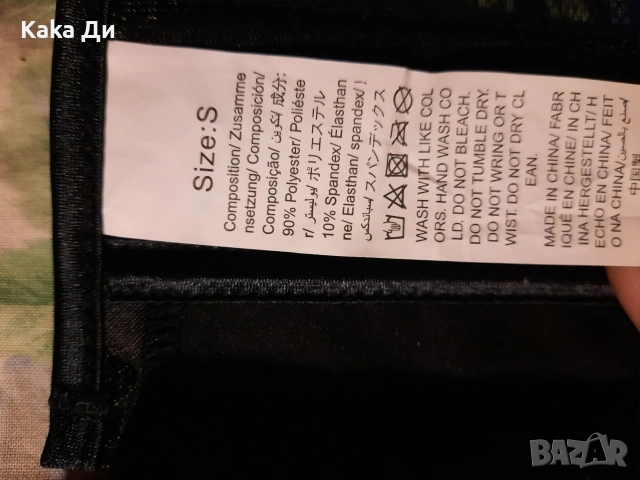 Кака Ди
Size:S
Composition/ Zusamme
nsetzung/ Composición/
Composição/ تكوين/ 成分:
90% Polyester/ Poliéste
r/ بوليستر/ ポリエステル
10% Spandex/ Élasthan
ne/ Elasthan/ spandex/ !
سباندكس/ スパンデックス
WASH WITH LIKE COL
ORS. HAND WASH CO
LD. DO NOT BLEACH.
DO NOT TUMBLE DRY.
DO NOT WRING OR T
WIST. DO NOT DRY CL
EAN.
MADE IN CHINA/ FABR
IQUÉ EN CHINE/ IN CH
INA HERGESTELLT/ H
ECHO EN CHINA/ FEIT
O NA CHINA/ صنع بالصين/
中国製
BAZAR